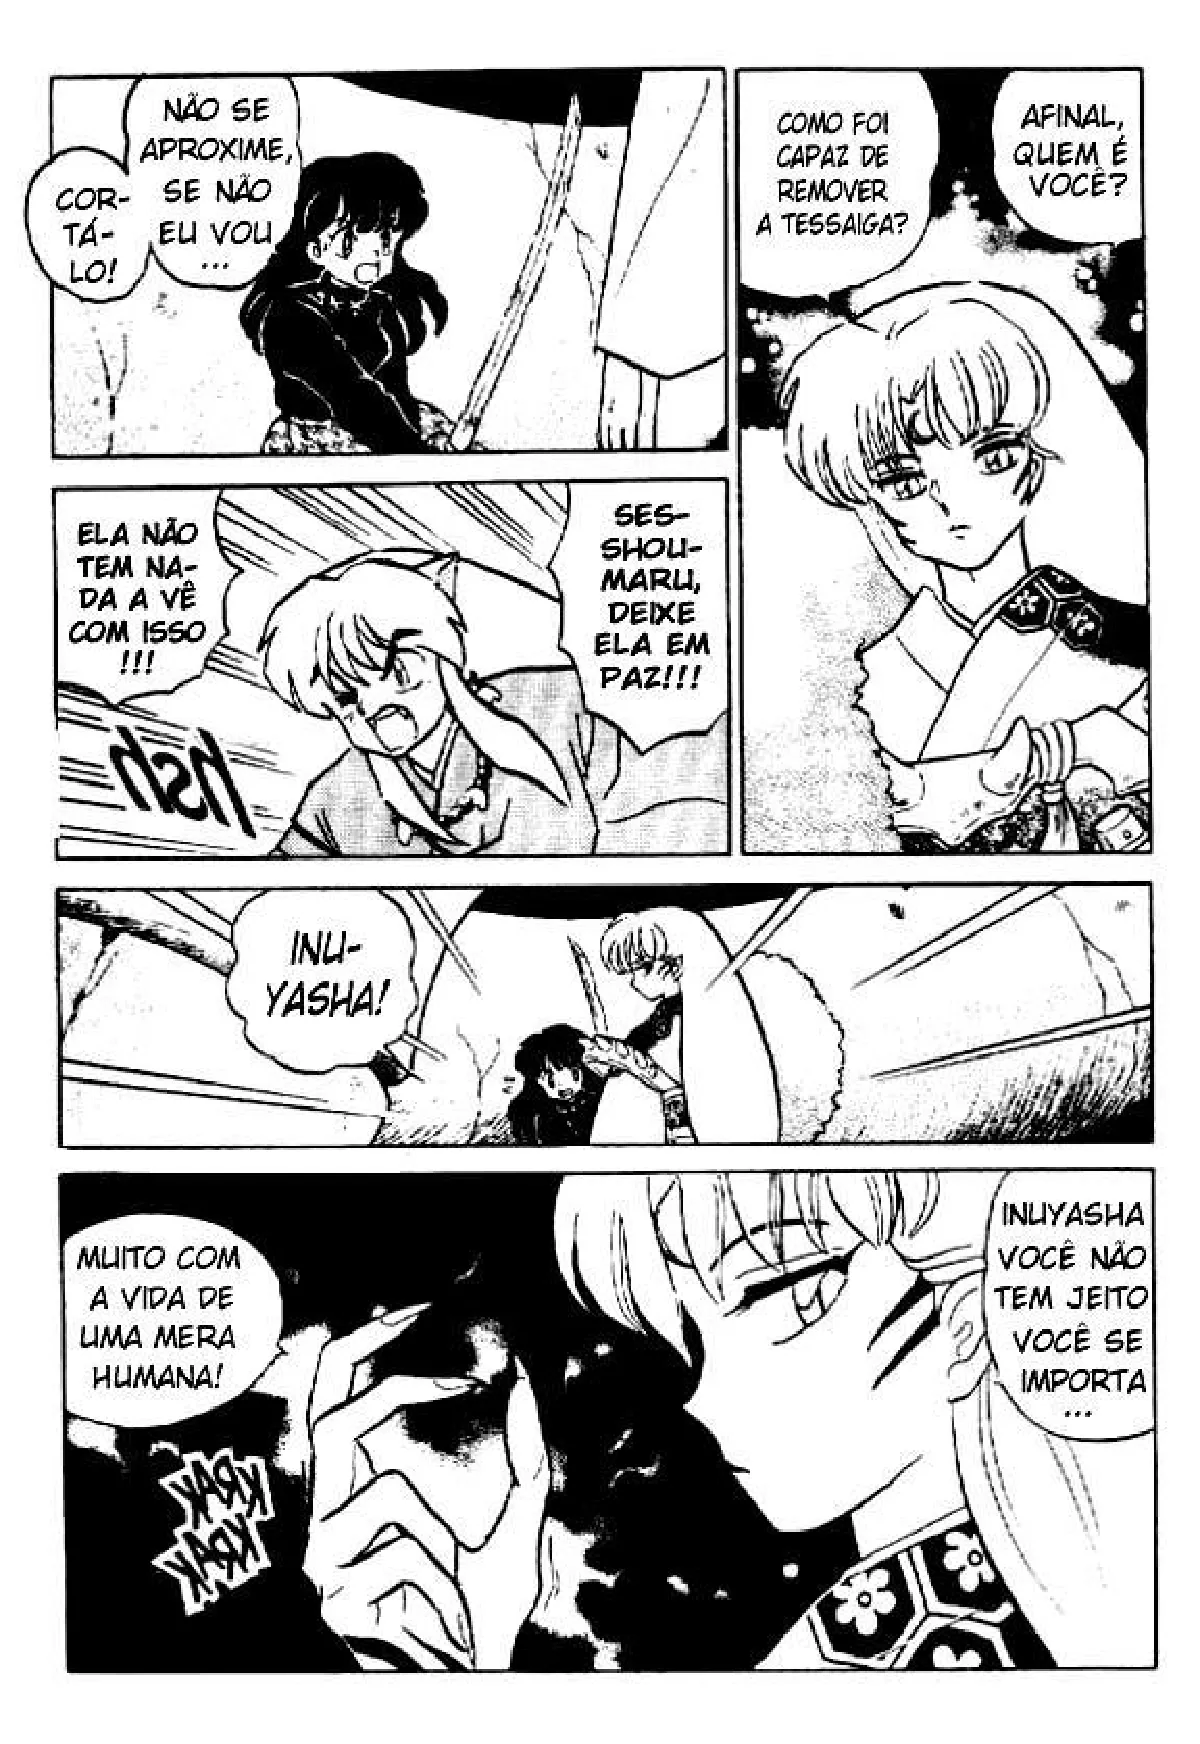 AFINAL,
QUEM É
VOCÊ?
COMO FOI
CAPAZ DE
REMOVER
A TESSAIGA?
NÃO SE
APROXIME,
SE NÃO
EU VOU
...
COR-
TÁ-
LO!
SES-
SHOU-
MARU,
DEIXE
ELA EM
PAZ!!!
ELA NÃO
TEM NA-
DA A VÊ
COM ISSO
!!!
hsh
INU-
YASHA!
INUYASHA
VOCÊ NÃO
TEM JEITO
VOCÊ SE
IMPORTA
...
MUITO COM
A VIDA DE
UMA MERA
HUMANA!
KRAK
KRAK